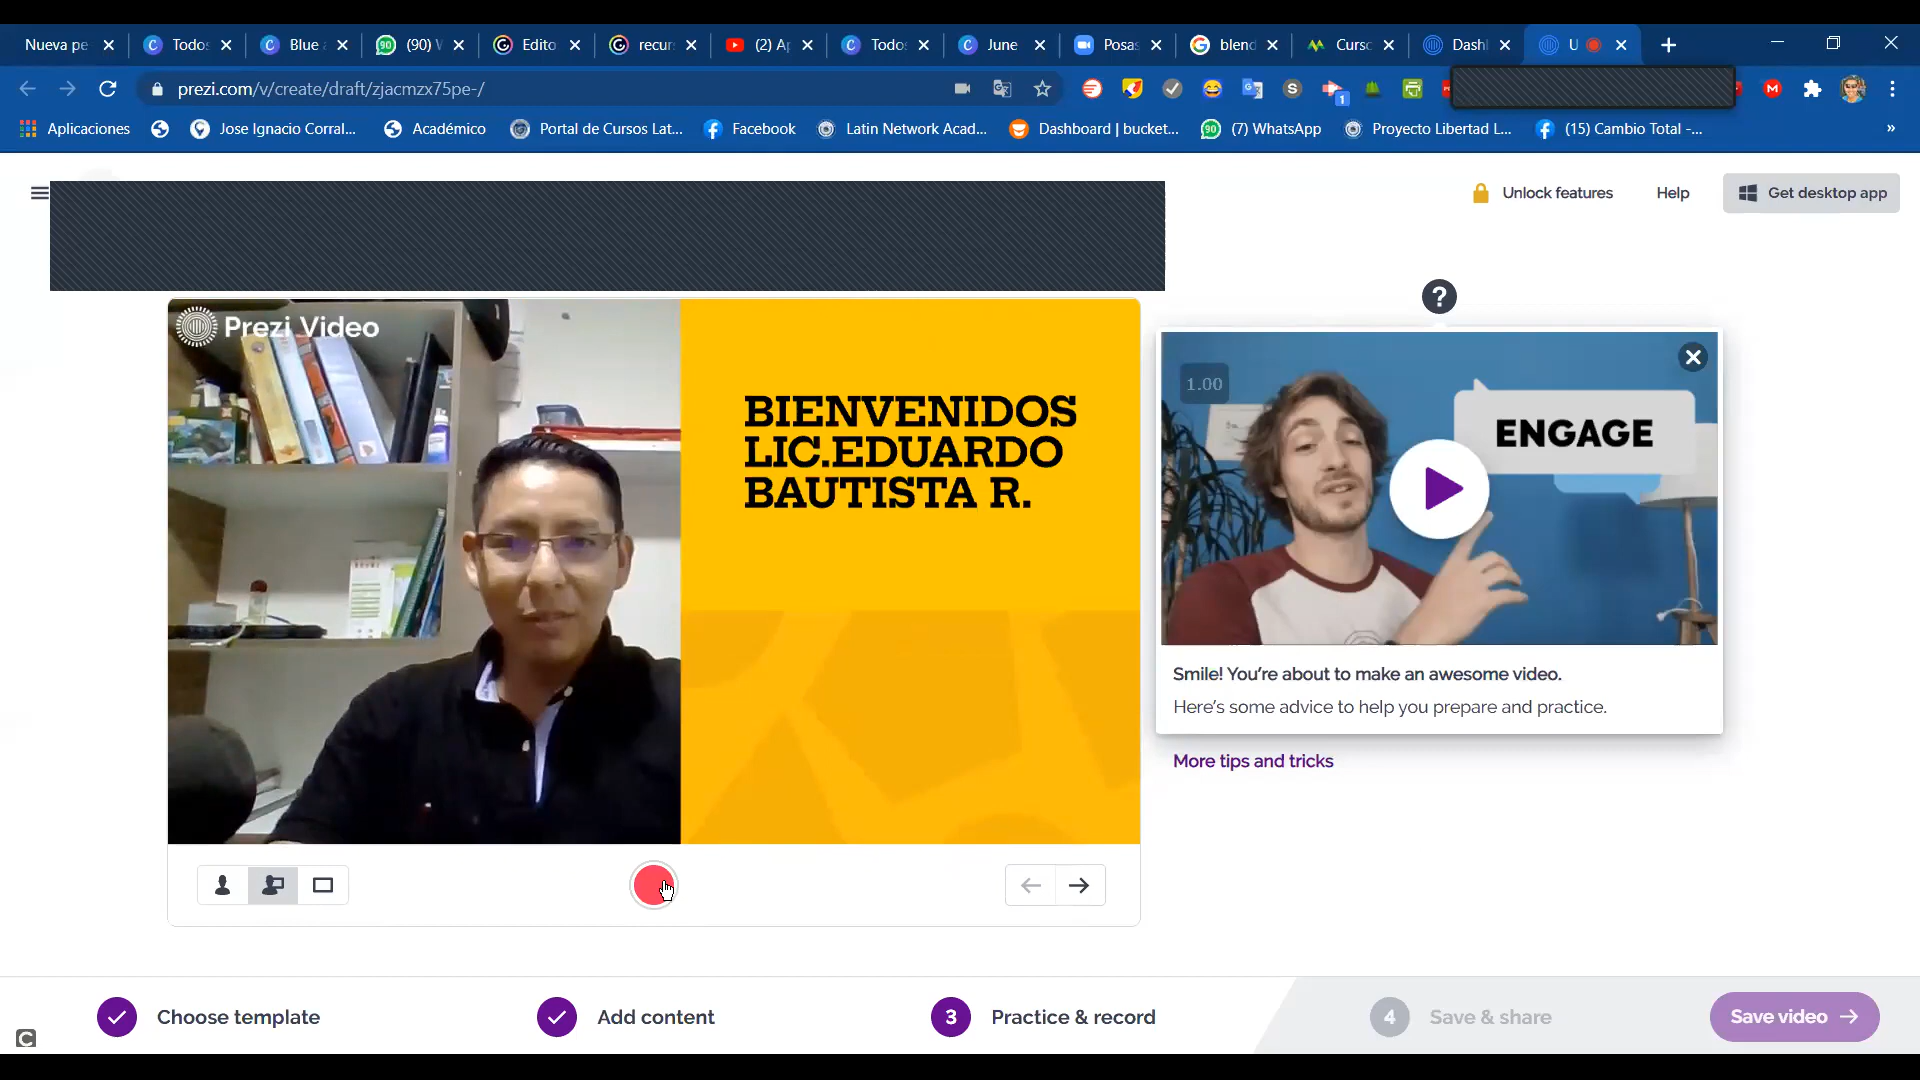 Nueva pe
Todo:
Blue a
(90) W
Edito
recur
(2) A
Todo:
June
Posas
blend
Curso
Dash
U
prezi.com/v/create/draft/zjacmzx75pe-/
Aplicaciones
Jose Ignacio Corral...
Académico
Portal de Cursos Lat...
Facebook
Latin Network Acad...
Dashboard | bucket...
(7) WhatsApp
Proyecto Libertad L...
(15) Cambio Total -...
»
Unlock features
Help
Get desktop app
Prezi Video
BIENVENIDOS
LIC.EDUARDO
BAUTISTA R.
?
1.00
ENGAGE
Smile! You're about to make an awesome video.
Here's some advice to help you prepare and practice.
More tips and tricks
Choose template
Add content
3 Practice & record
4 Save & share
Save video